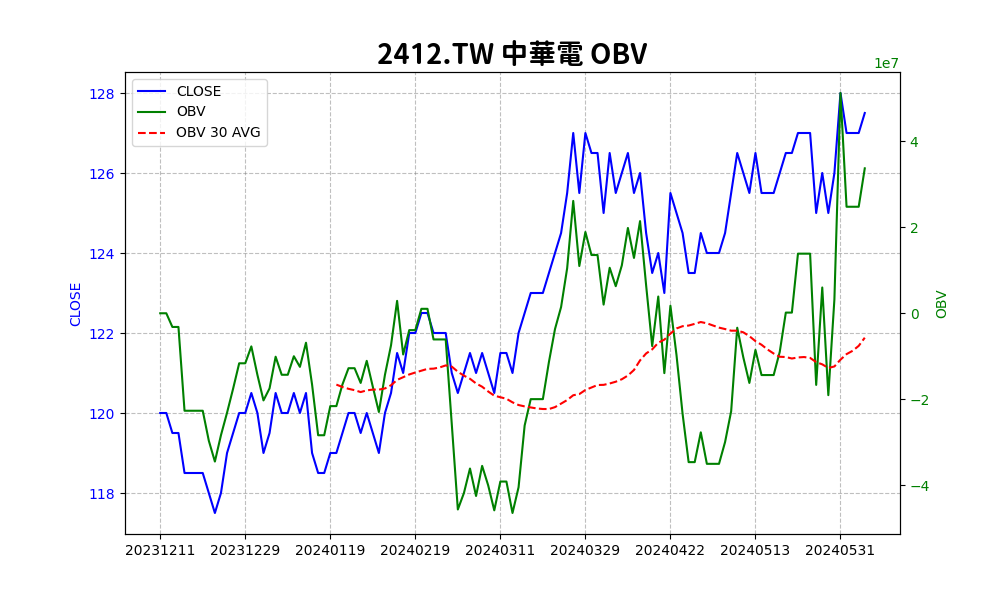 2412.TW 中華電 OBV
1e7
CLOSE
OBV
OBV 30 AVG
128
126
124
122
120
118
CLOSE
4
2
0
−2
−4
OBV
20231211 20231229 20240119 20240219 20240311 20240329 20240422 20240513 20240531